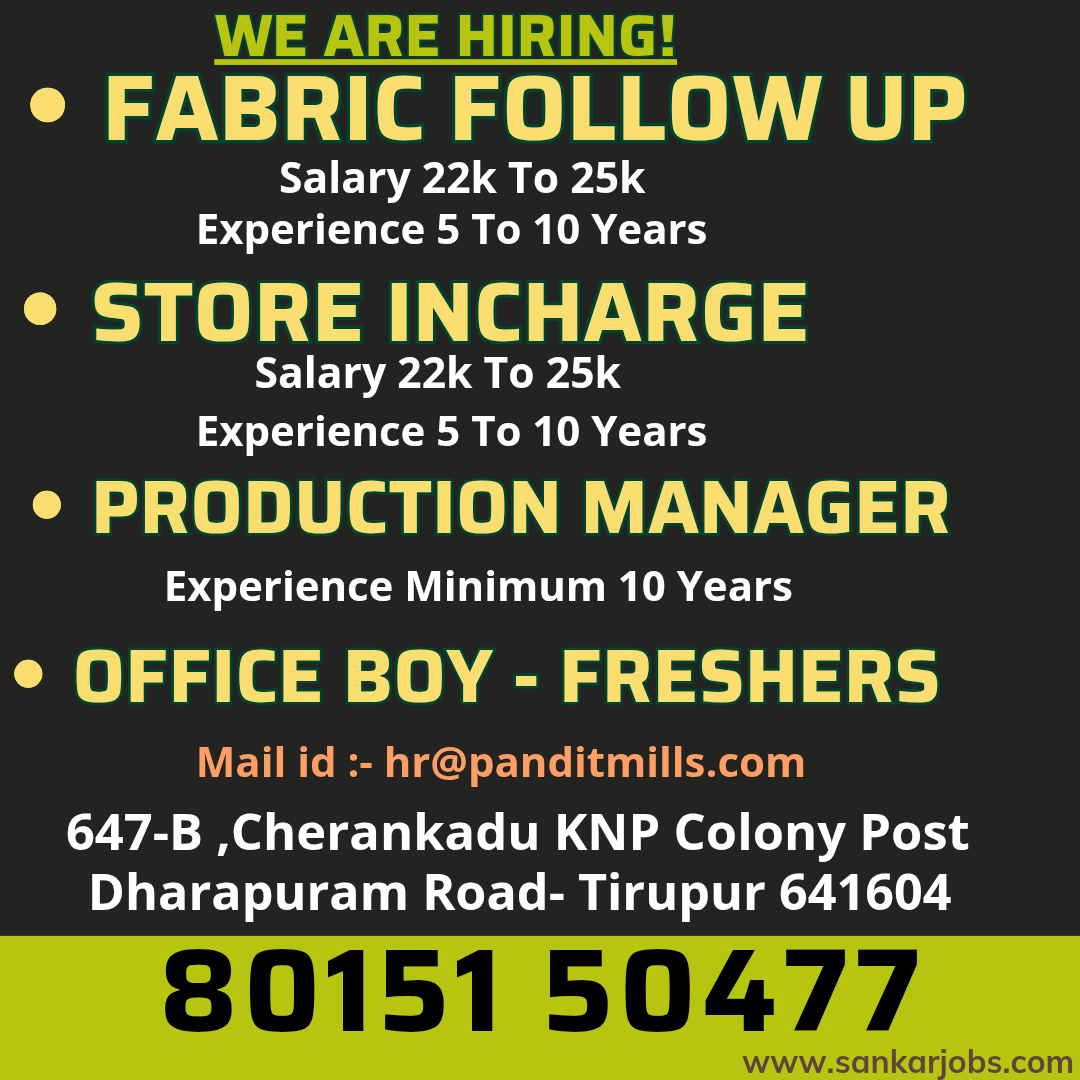 WE ARE HIRING!
• FABRIC FOLLOW UP
Salary 22k To 25k
Experience 5 To 10 Years
• STORE INCHARGE
Salary 22k To 25k
Experience 5 To 10 Years
• PRODUCTION MANAGER
Experience Minimum 10 Years
• OFFICE BOY - FRESHERS
Mail id :- hr@panditmills.com
647-B ,Cherankadu KNP Colony Post
Dharapuram Road- Tirupur 641604
80151 50477
www.sankarjobs.com